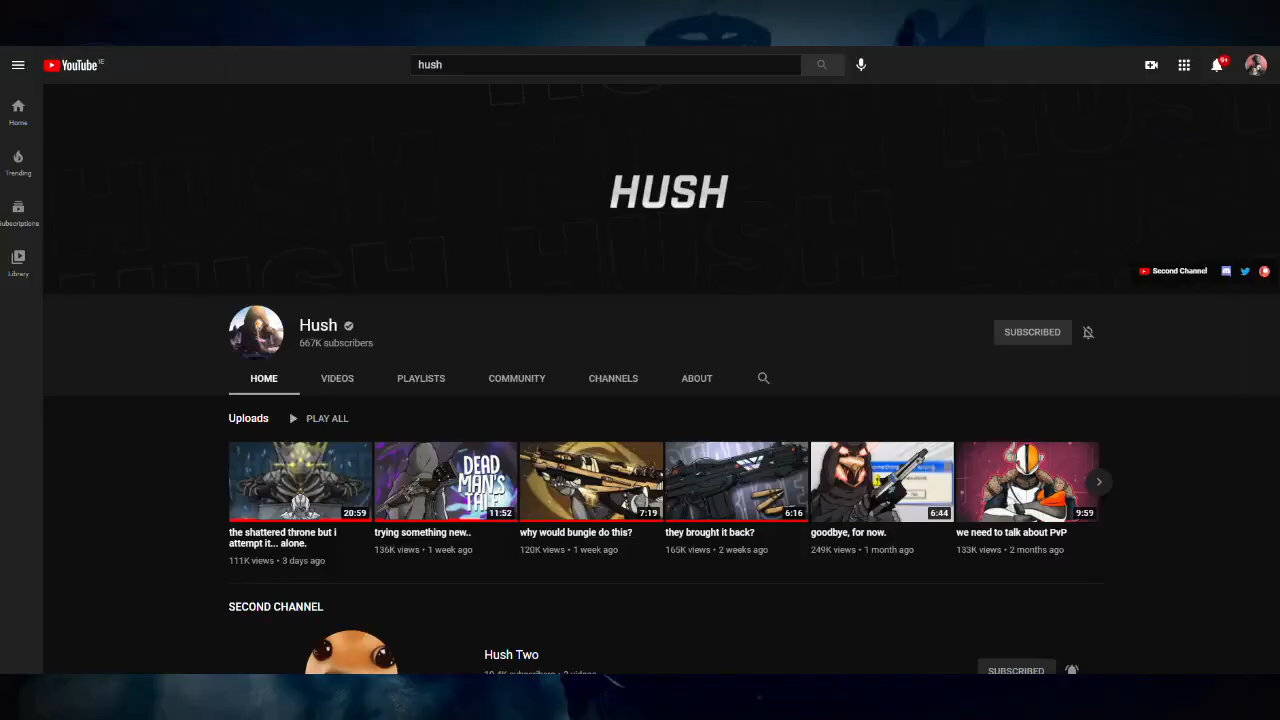 YouTube IE
hush
9+
Home
Trending
Subscriptions
Library
HUSH
Second Channel
Hush
667K subscribers
SUBSCRIBED
HOME VIDEOS PLAYLISTS COMMUNITY CHANNELS ABOUT
Uploads PLAY ALL
DEAD
MAN'S
TALE
20:59 11:52 7:19 6:16 6:44 9:59
the shattered throne but i
attempt it... alone.
111K views • 3 days ago
trying something new..
136K views • 1 week ago
why would bungie do this?
120K views • 1 week ago
they brought it back?
165K views • 2 weeks ago
goodbye, for now.
249K views • 1 month ago
we need to talk about PvP
133K views • 2 months ago
SECOND CHANNEL
Hush Two
SUBSCRIBED